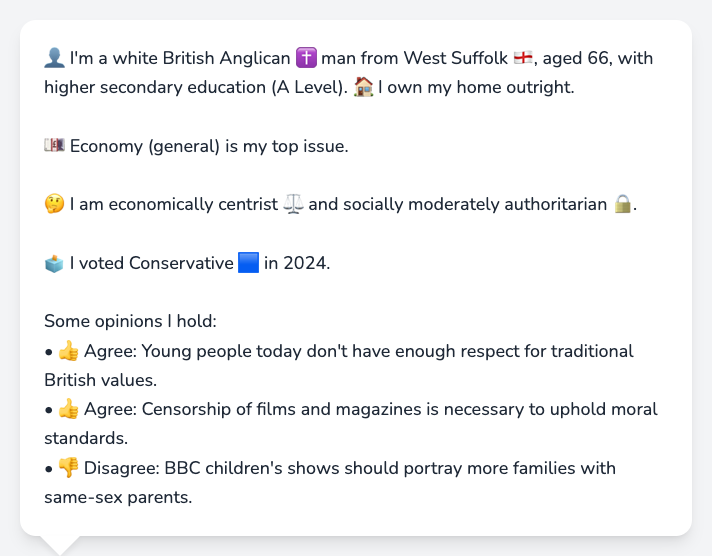 👤 I'm a white British Anglican ✝️ man from West Suffolk 🏴󠁧󠁢󠁥󠁮󠁧󠁿, aged 66, with
higher secondary education (A Level). 🏠 I own my home outright.
💷 Economy (general) is my top issue.
🤔 I am economically centrist ⚖️ and socially moderately authoritarian 🔒.
🗳️ I voted Conservative 🟦 in 2024.
Some opinions I hold:
• 👍 Agree: Young people today don't have enough respect for traditional
British values.
• 👍 Agree: Censorship of films and magazines is necessary to uphold moral
standards.
• 👎 Disagree: BBC children's shows should portray more families with
same-sex parents.